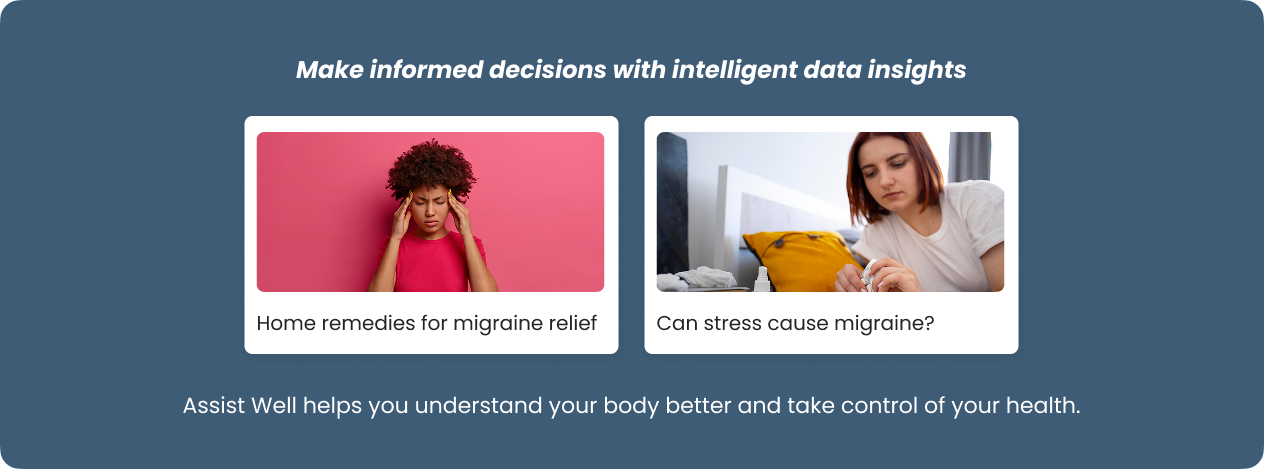 Make informed decisions with intelligent data insights
Home remedies for migraine relief
Can stress cause migraine?
Assist Well helps you understand your body better and take control of your health.